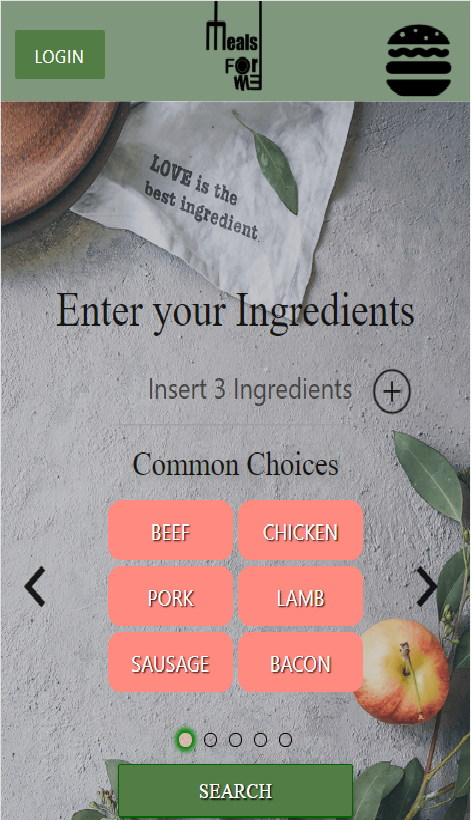 LOGIN
Meals
FOr
ME
LOVE is the
best ingredient
Enter your Ingredients
Insert 3 Ingredients
Common Choices
BEEF
CHICKEN
PORK
LAMB
SAUSAGE
BACON
SEARCH